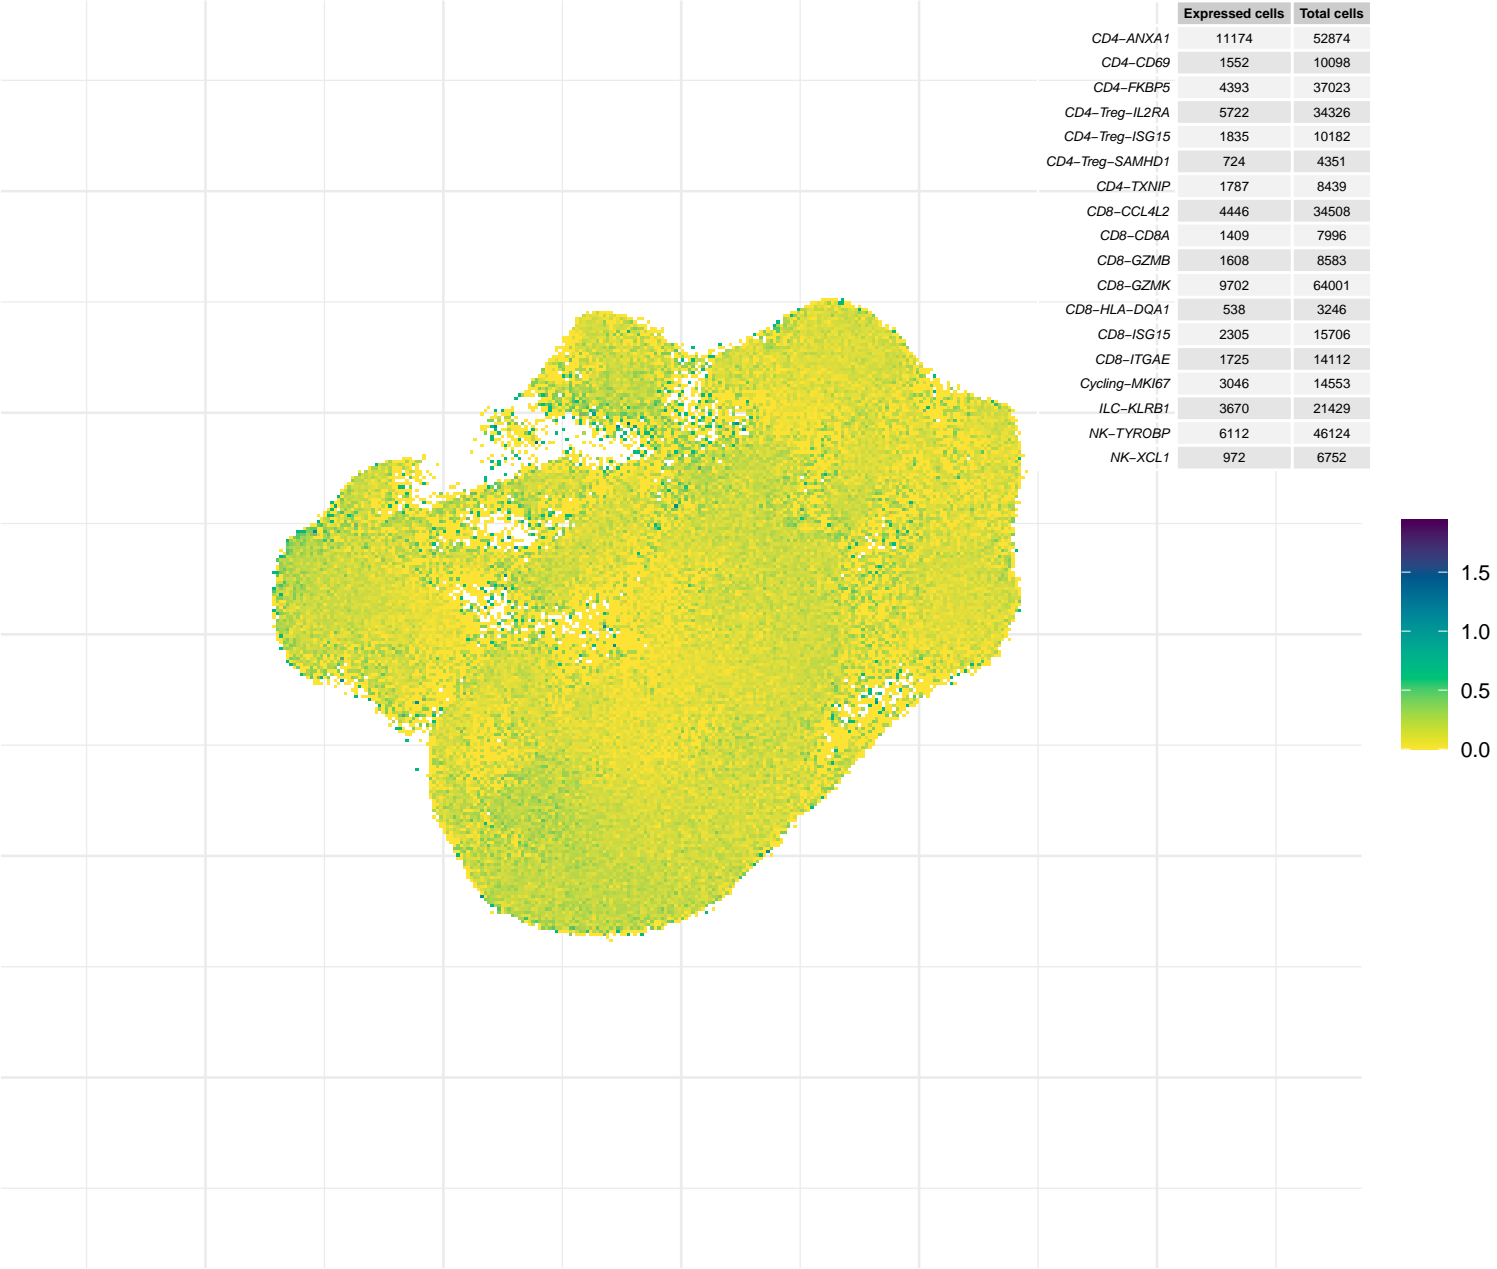 Expressed cells Total cells
CD4−ANXA1 11174 52874
CD4−CD69 1552 10098
CD4−FKBP5 4393 37023
CD4−Treg−IL2RA 5722 34326
CD4−Treg−ISG15 1835 10182
CD4−Treg−SAMHD1 724 4351
CD4−TXNIP 1787 8439
CD8−CCL4L2 4446 34508
CD8−CD8A 1409 7996
CD8−GZMB 1608 8583
CD8−GZMK 9702 64001
CD8−HLA−DQA1 538 3246
CD8−ISG15 2305 15706
CD8−ITGAE 1725 14112
Cycling−MKI67 3046 14553
ILC−KLRB1 3670 21429
NK−TYROBP 6112 46124
NK−XCL1 972 6752
1.5
1.0
0.5
0.0